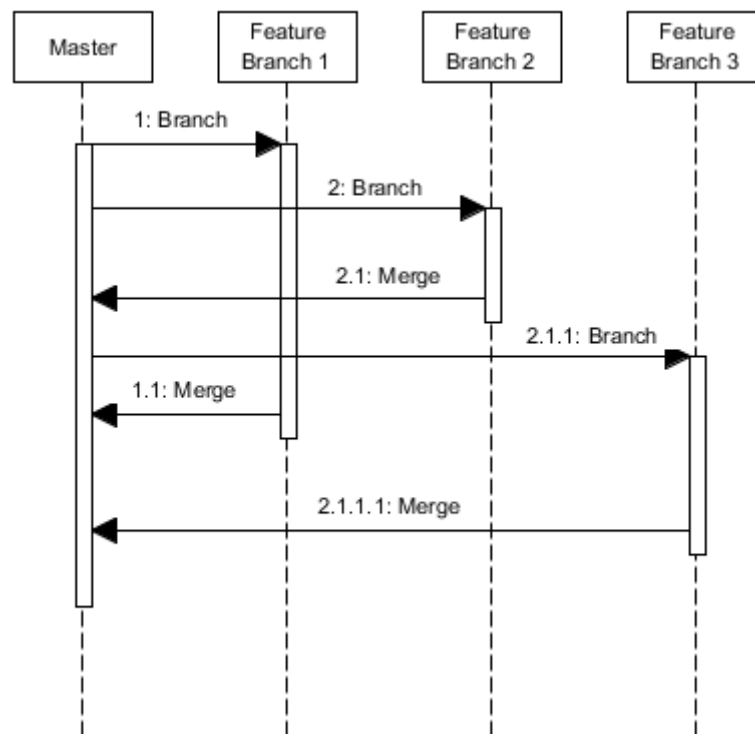 Master
Feature
Branch 1
Feature
Branch 2
Feature
Branch 3
1: Branch
2: Branch
2.1: Merge
2.1.1: Branch
1.1: Merge
2.1.1.1: Merge